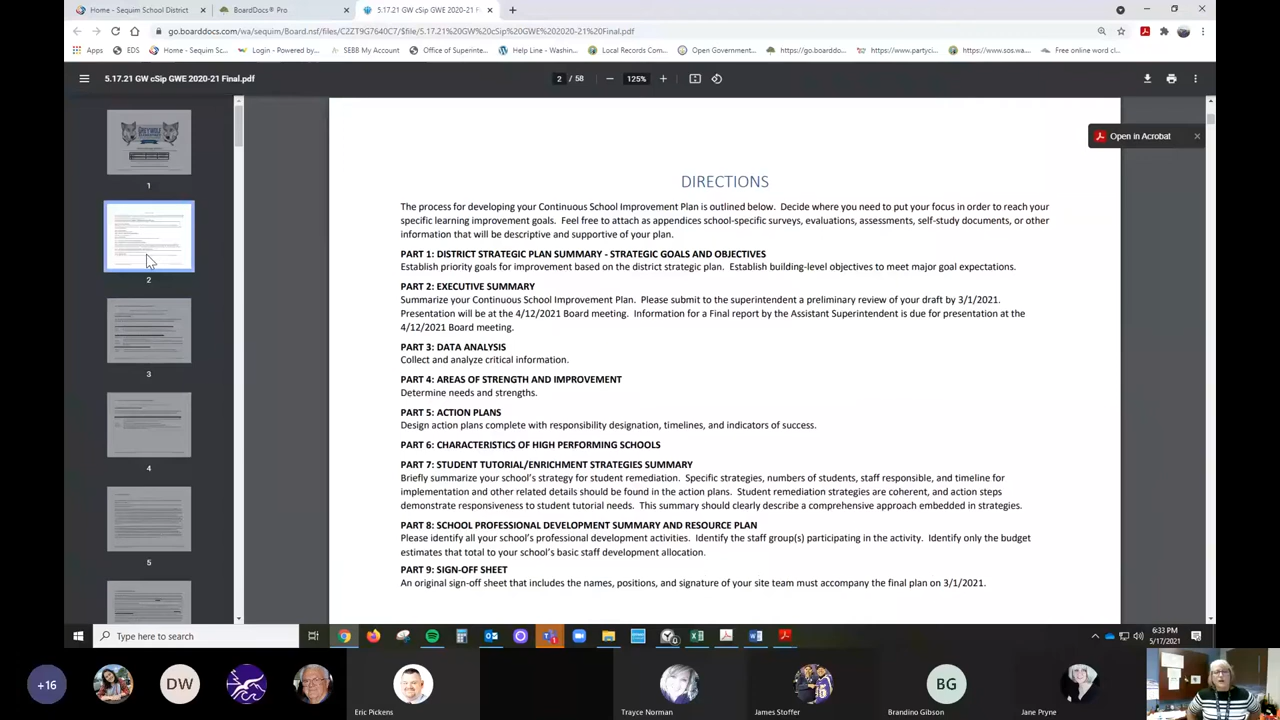 Home - Sequim School District
BoardDocs® Pro
5.17.21 GW cSip GWE 2020-21 F
go.boarddocs.com/wa/sequim/Board.nsf/files/C2ZT9G7640C7/$file/5.17.21%20GW%20cSip%20GWE%202020-21%20Final.pdf
Apps
EDS
Home - Sequim Sc...
Login - Powered by...
SEBB My Account
Office of Superinte...
Help Line - Washin...
Local Records Com...
Open Government...
https://go.boarddo...
https://www.partyci...
https://www.sos.wa...
Free online word cl...
5.17.21 GW cSip GWE 2020-21 Final.pdf
2 / 58
125%
Open in Acrobat
1
2
3
4
5
DIRECTIONS
The process for developing your Continuous School Improvement Plan is outlined below. Decide where you need to put your focus in order to reach your
specific learning improvement goals. Feel free to attach as appendices school-specific surveys, evaluations, assessments, self-study documents, or other
information that will be descriptive and supportive of your plan.
PART 1: DISTRICT STRATEGIC PLAN SUMMARY - STRATEGIC GOALS AND OBJECTIVES
Establish priority goals for improvement based on the district strategic plan. Establish building-level objectives to meet major goal expectations.
PART 2: EXECUTIVE SUMMARY
Summarize your Continuous School Improvement Plan. Please submit to the superintendent a preliminary review of your draft by 3/1/2021.
Presentation will be at the 4/12/2021 Board meeting. Information for a Final report by the Assistant Superintendent is due for presentation at the
4/12/2021 Board meeting.
PART 3: DATA ANALYSIS
Collect and analyze critical information.
PART 4: AREAS OF STRENGTH AND IMPROVEMENT
Determine needs and strengths.
PART 5: ACTION PLANS
Design action plans complete with responsibility designation, timelines, and indicators of success.
PART 6: CHARACTERISTICS OF HIGH PERFORMING SCHOOLS
PART 7: STUDENT TUTORIAL/ENRICHMENT STRATEGIES SUMMARY
Briefly summarize your school's strategy for student remediation. Specific strategies, numbers of students, staff responsible, and timeline for
implementation and other related details should be found in the action plans. Student remediation strategies are coherent, and action steps
demonstrate responsiveness to student tutorial needs. This summary should clearly describe a comprehensive approach embedded in strategies.
PART 8: SCHOOL PROFESSIONAL DEVELOPMENT SUMMARY AND RESOURCE PLAN
Please identify all your school's professional development activities. Identify the staff group(s) participating in the activity. Identify only the budget
estimates that total to your school's basic staff development allocation.
PART 9: SIGN-OFF SHEET
An original sign-off sheet that includes the names, positions, and signature of your site team must accompany the final plan on 3/1/2021.
Type here to search
6:33 PM
5/17/2021
+16
DW
Eric Pickens
Trayce Norman
James Stoffer
BG
Brandino Gibson
Jane Pryne